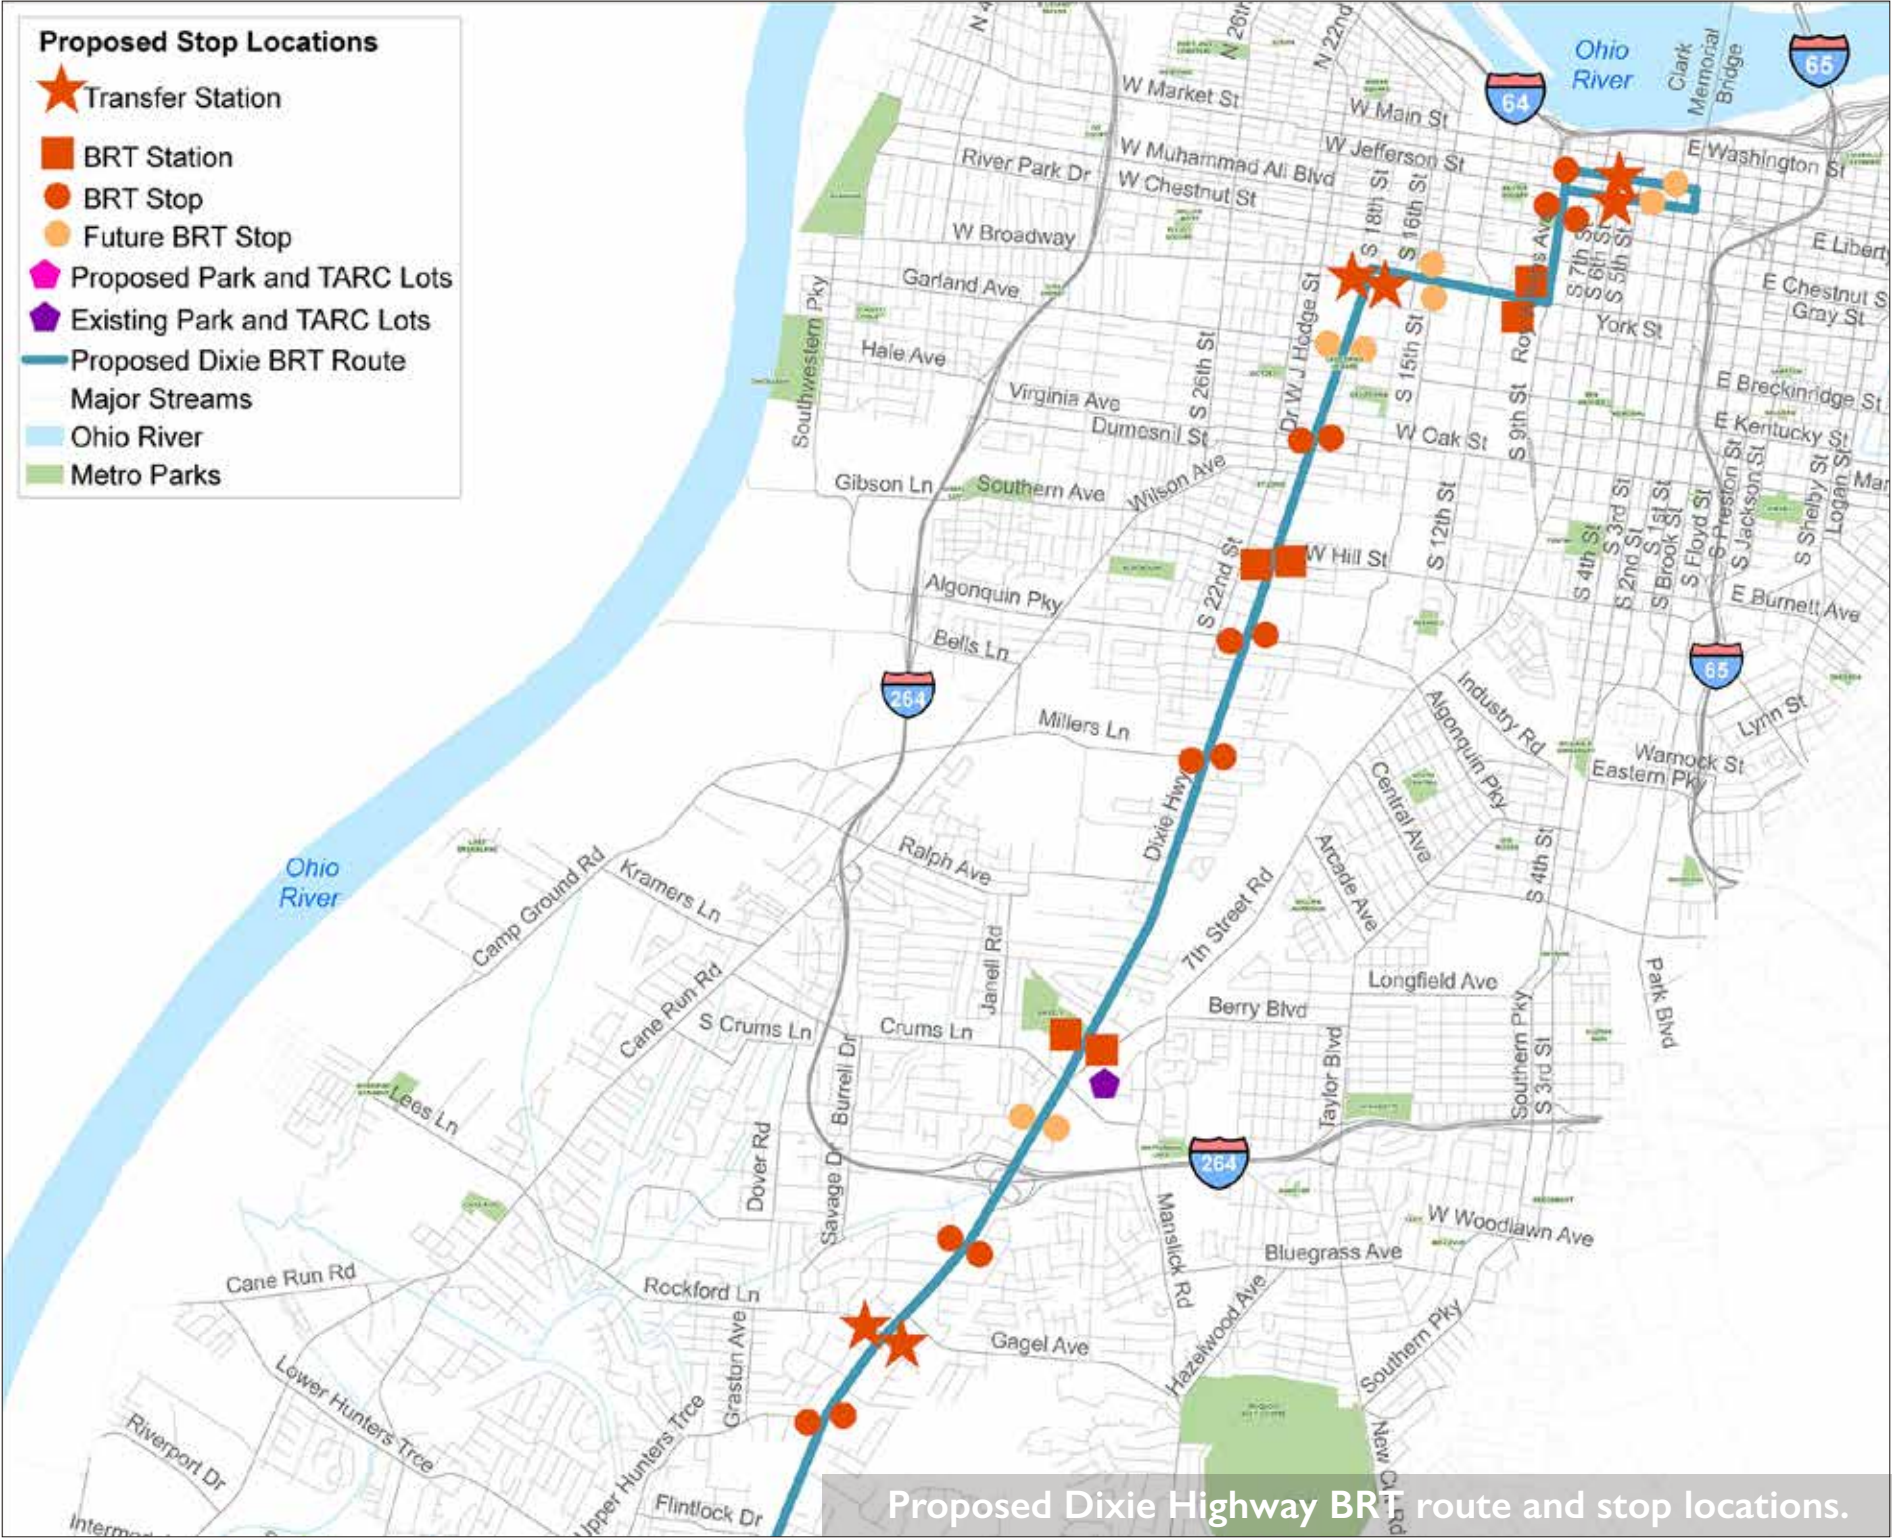 Proposed Stop Locations
Transfer Station
BRT Station
BRT Stop
Future BRT Stop
Proposed Park and TARC Lots
Existing Park and TARC Lots
Proposed Dixie BRT Route
Major Streams
Ohio River
Metro Parks
N 26th
N 22nd
Ohio
River
Clark
Memorial
Bridge
65
64
W Market St
W Main St
W Jefferson St
E Washington St
W Muhammad Ali Blvd
River Park Dr
W Chestnut St
S 18th St
S 16th St
W Broadway
S 7th St
S 6th St
S 5th St
E Liberty
Garland Ave
E Chestnut S
Gray St
York St
Southwestern Pky
Dr W J Hodge St
Hale Ave
S 26th St
S 15th St
Virginia Ave
E Breckinridge St
S 9th St
Dumesnil St
W Oak St
E Kentucky St
Gibson Ln
Southern Ave
Wilson Ave
S 12th St
S 4th St
S 3rd St
S 2nd St
S 1st St
S Brook St
S Floyd St
S Preston St
S Jackson St
S Shelby St
Logan St
Mar
S 22nd St
W Hill St
Algonquin Pky
E Burnett Ave
Bells Ln
264
65
Industry Rd
Algonquin Pky
Lynn St
Millers Ln
Warnock St
Eastern Pky
Central Ave
Dixie Hwy
Ralph Ave
Arcade Ave
S 4th St
Ohio
River
Camp Ground Rd
Kramers Ln
7th Street Rd
Janell Rd
Cane Run Rd
Longfield Ave
Park Blvd
Berry Blvd
S Crums Ln
Crums Ln
Burrell Dr
Taylor Blvd
Southern Pky
S 3rd St
Lees Ln
Dover Rd
Savage Dr
264
Manslick Rd
W Woodlawn Ave
Bluegrass Ave
Cane Run Rd
Rockford Ln
Hazelwood Ave
Graston Ave
Gagel Ave
Southern Pky
Lower Hunters Trce
Riverport Dr
Upper Hunters Trce
Flintlock Dr
Proposed Dixie Highway BRT route and stop locations.